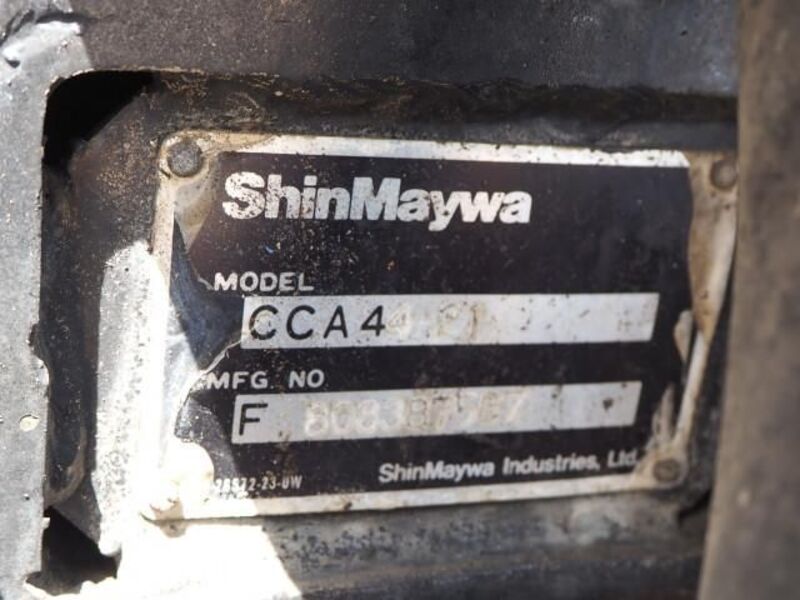 ShinMaywa
MODEL
CCA4
MFG NO
F
ShinMaywa Industries, Ltd.